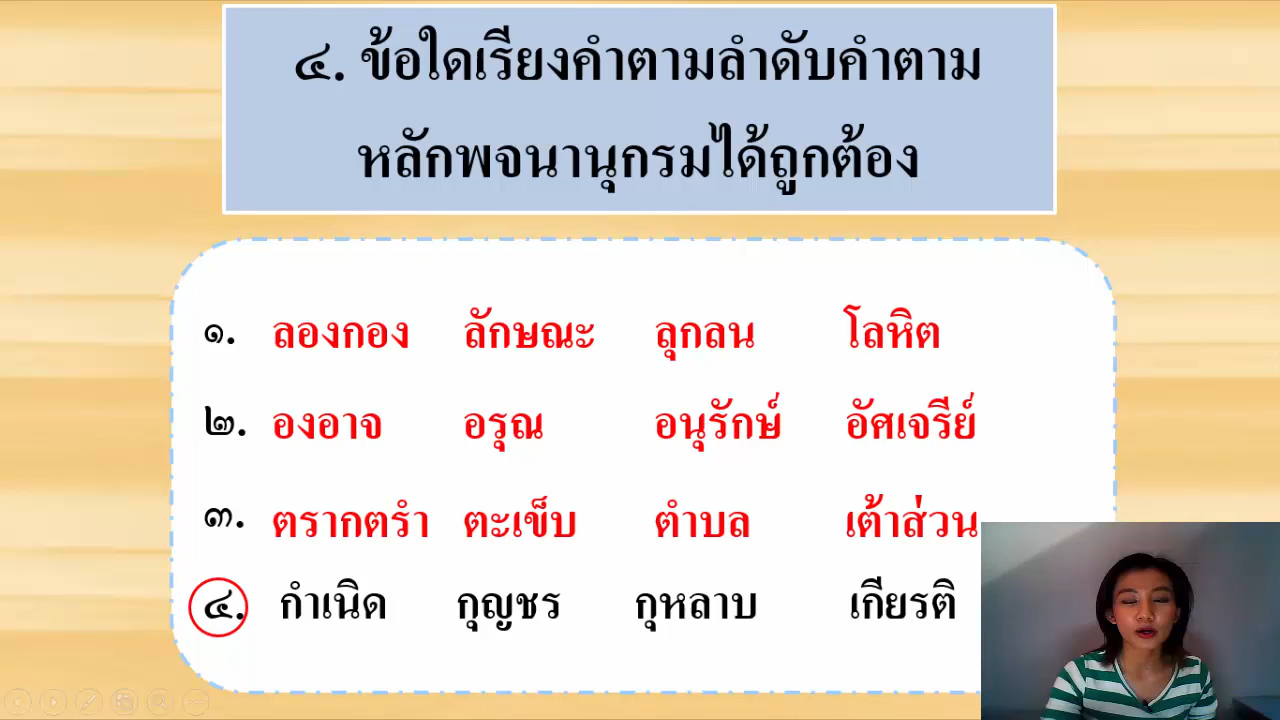 ๔. ข้อใดเรียงคำตามลำดับคำตาม
หลักพจนานุกรมได้ถูกต้อง
๑. ลองกอง ลักษณะ ลุกลน โลหิต
๒. องอาจ อรุณ อนุรักษ์ อัศเจรีย์
๓. ตรากตรำ ตะเข็บ ตำบล เต้าส่วน
๔. กำเนิด กุญชร กุหลาบ เกียรติ